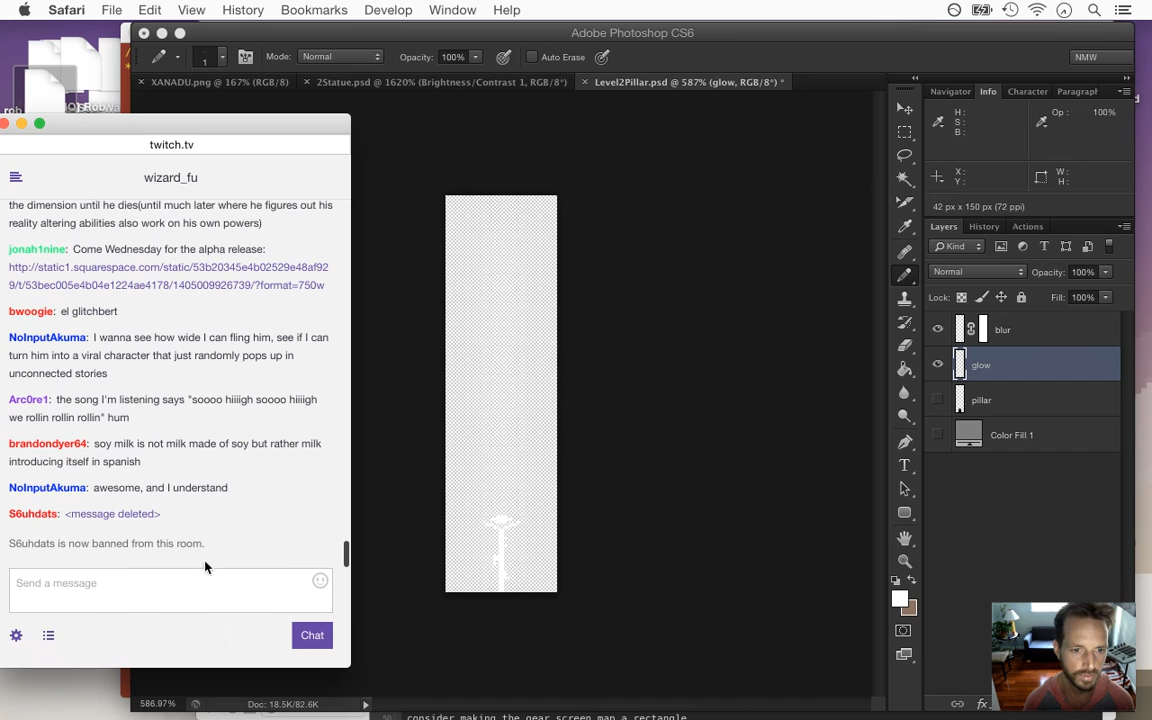 Safari File Edit View History Bookmarks Develop Window Help
Adobe Photoshop CS6
1 Mode: Normal Opacity: 100% Auto Erase NMW
XANADU.png @ 167% (RGB/8) 2Statue.psd @ 1620% (Brightness/Contrast 1, RGB/8*) Level2Pillar.psd @ 587% (glow, RGB/8*) *
twitch.tv
wizard_fu
the dimension until he dies(until much later where he figures out his
reality altering abilities also work on his own powers)
jonah1nine: Come Wednesday for the alpha release:
http://static1.squarespace.com/static/53b20345e4b02529e48af92
9/t/53bec005e4b04e1224ae4178/1405009926739/?format=750w
bwoogie: el glitchbert
NoInputAkuma: I wanna see how wide I can fling him, see if I can
turn him into a viral character that just randomly pops up in
unconnected stories
Arc0re1: the song I'm listening says "soooo hiiiigh soooo hiiiigh
we rollin rollin rollin" hum
brandondyer64: soy milk is not milk made of soy but rather milk
introducing itself in spanish
NoInputAkuma: awesome, and I understand
S6uhdats: <message deleted>
S6uhdats is now banned from this room.
Send a message
Chat
Navigator Info Character Paragraph
H:
S:
B:
Op: 100%
X:
Y:
W:
H:
42 px x 150 px (72 ppi)
Layers History Actions
Kind
Normal Opacity: 100%
Lock: Fill: 100%
blur
glow
pillar
Color Fill 1
586.97% Doc: 18.5K/82.6K
consider making the gear screen map a rectangle